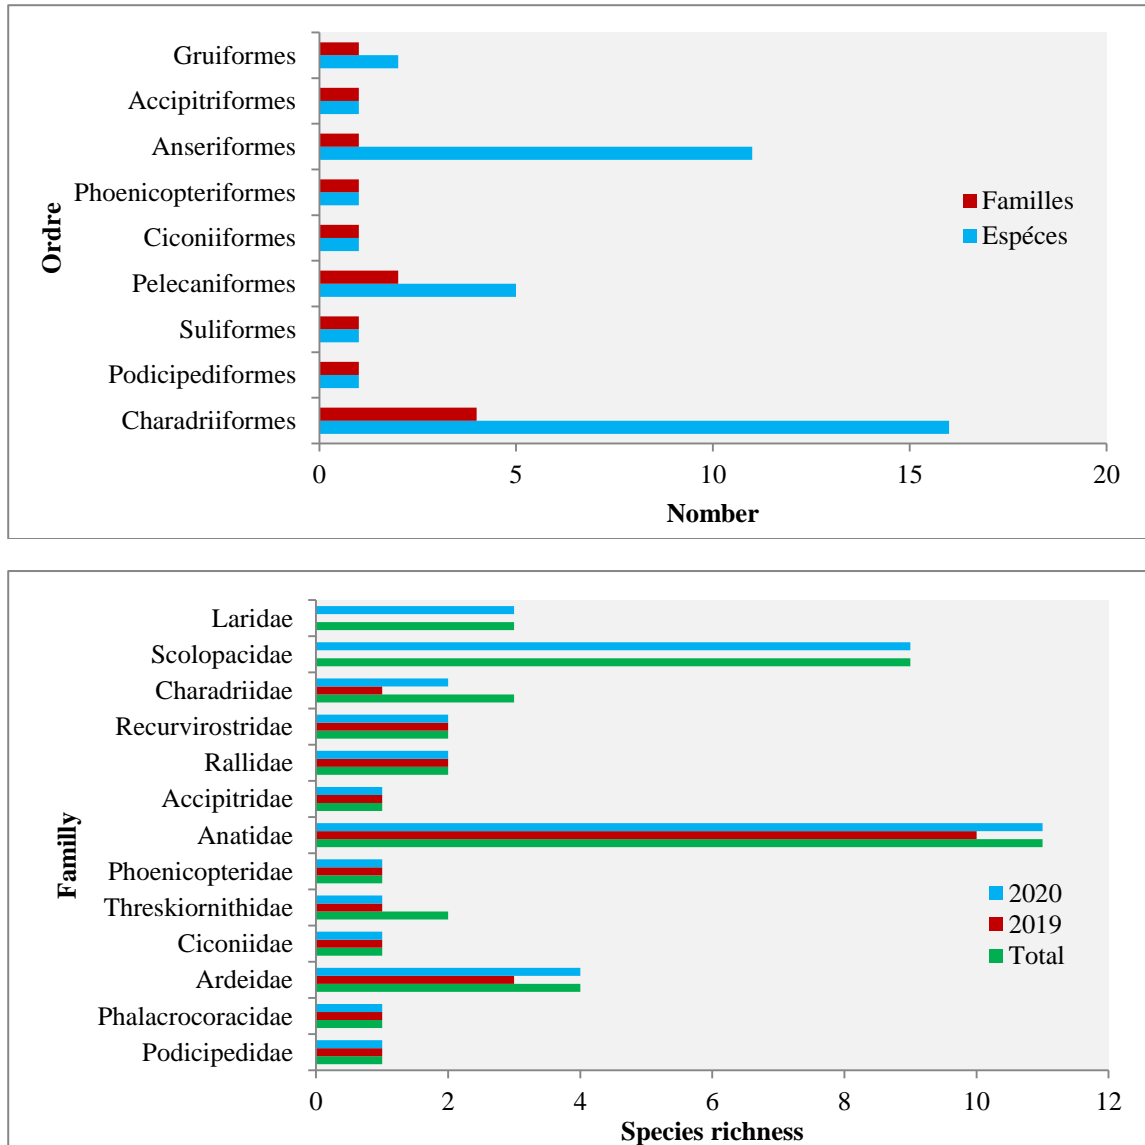 Gruiformes
Accipitriformes
Anseriformes
Phoenicopteriformes
Ciconiiformes
Pelecaniformes
Suliformes
Podicipediformes
Charadriiformes
Ordre
Familles
Espéces
0 5 10 15 20
Nomber
Laridae
Scolopacidae
Charadriidae
Recurvirostridae
Rallidae
Accipitridae
Anatidae
Phoenicopteridae
Threskiornithidae
Ciconiidae
Ardeidae
Phalacrocoracidae
Podicipedidae
Familly
2020
2019
Total
0 2 4 6 8 10 12
Species richness